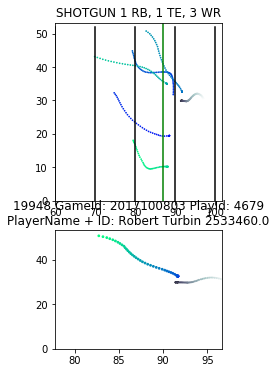 SHOTGUN 1 RB, 1 TE, 3 WR
50
40
30
20
10
0
60 70 80 90 100
19948 GameId: 2017100803 PlayId: 4679
PlayerName + ID: Robert Turbin 2533460.0
40
20
0
80 85 90 95